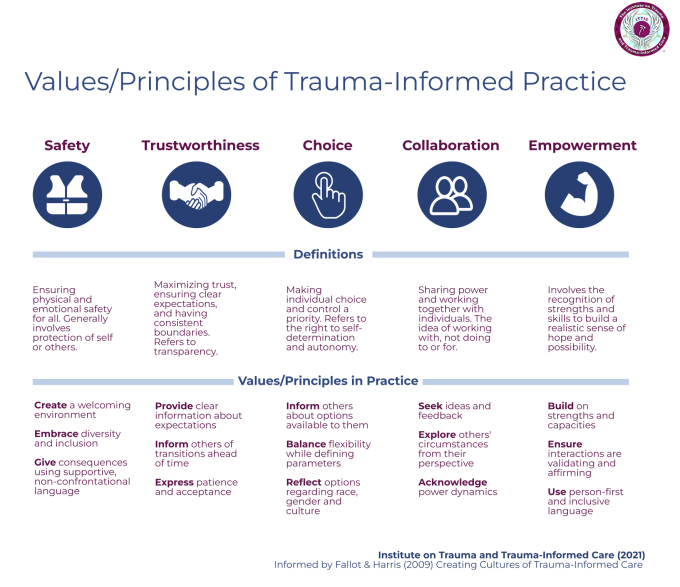 The Institute on Trauma
ITTIC
and Trauma-Informed Care
Values/Principles of Trauma-Informed Practice
Safety
Trustworthiness
Choice
Collaboration
Empowerment
Definitions
Ensuring
physical and
emotional safety
for all. Generally
involves
protection of self
or others.
Maximizing trust,
ensuring clear
expectations,
and having
consistent
boundaries.
Refers to
transparency.
Making
individual choice
and control a
priority. Refers to
the right to self-
determination
and autonomy.
Sharing power
and working
together with
individuals. The
idea of working
with, not doing
to or for.
Involves the
recognition of
strengths and
skills to build a
realistic sense of
hope and
possibility.
Values/Principles in Practice
Create a welcoming
environment
Embrace diversity
and inclusion
Give consequences
using supportive,
non-confrontational
language
Provide clear
information about
expectations
Inform others of
transitions ahead
of time
Express patience
and acceptance
Inform others
about options
available to them
Balance flexibility
while defining
parameters
Reflect options
regarding race,
gender and
culture
Seek ideas and
feedback
Explore others'
circumstances
from their
perspective
Acknowledge
power dynamics
Build on
strengths and
capacities
Ensure
interactions are
validating and
affirming
Use person-first
and inclusive
language
Institute on Trauma and Trauma-Informed Care (2021)
Informed by Fallot & Harris (2009) Creating Cultures of Trauma-Informed Care